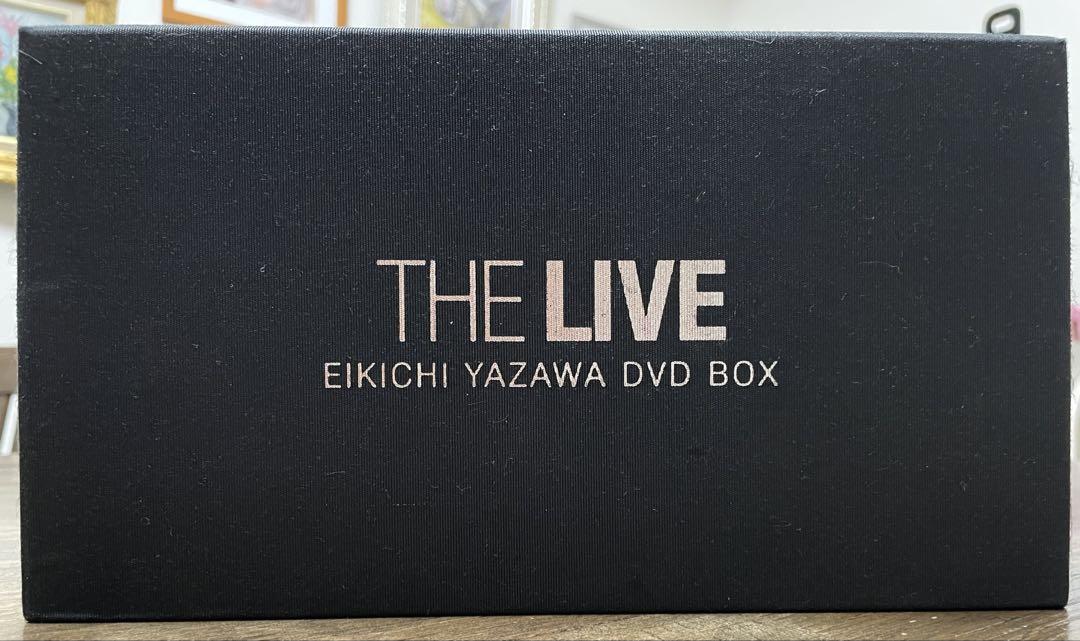 THE LIVE
EIKICHI YAZAWA DVD BOX